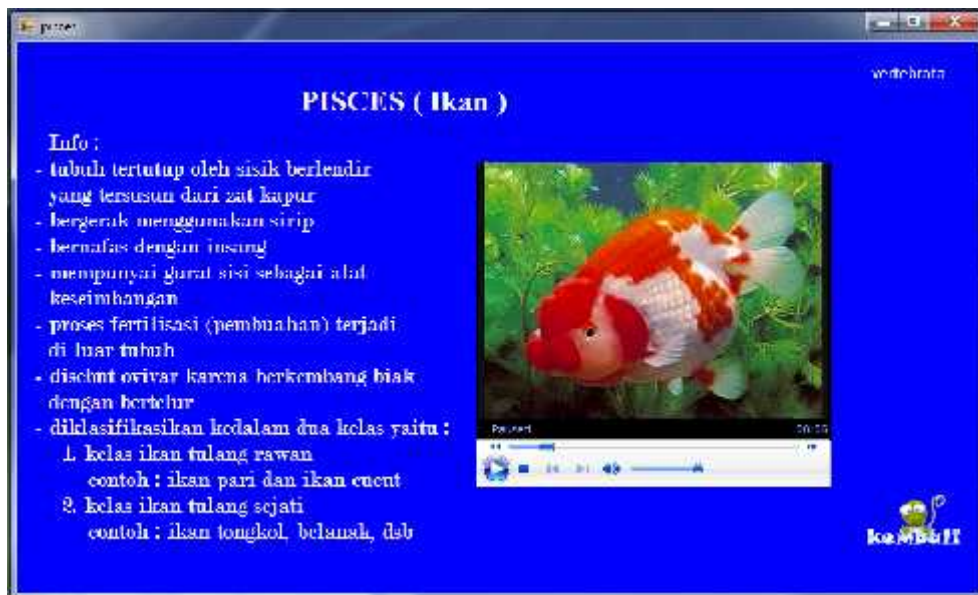 pisces
vertebrata
PISCES ( Ikan )
Info :
- tubuh tertutup oleh sisik berlendir
yang tersusun dari zat kapur
- bergerak menggunakan sirip
- bernafas dengan insang
- mempunyai gurat sisi sebagai alat
keseimbangan
- proses fertilisasi (pembuahan) terjadi
di luar tubuh
- disebut ovivar karena berkembang biak
dengan bertelur
- diklasifikasikan kedalam dua kelas yaitu :
1. kelas ikan tulang rawan
contoh : ikan pari dan ikan cucut
2. kelas ikan tulang sejati
contoh : ikan tongkol, belanak, dsb
Paused
kembali